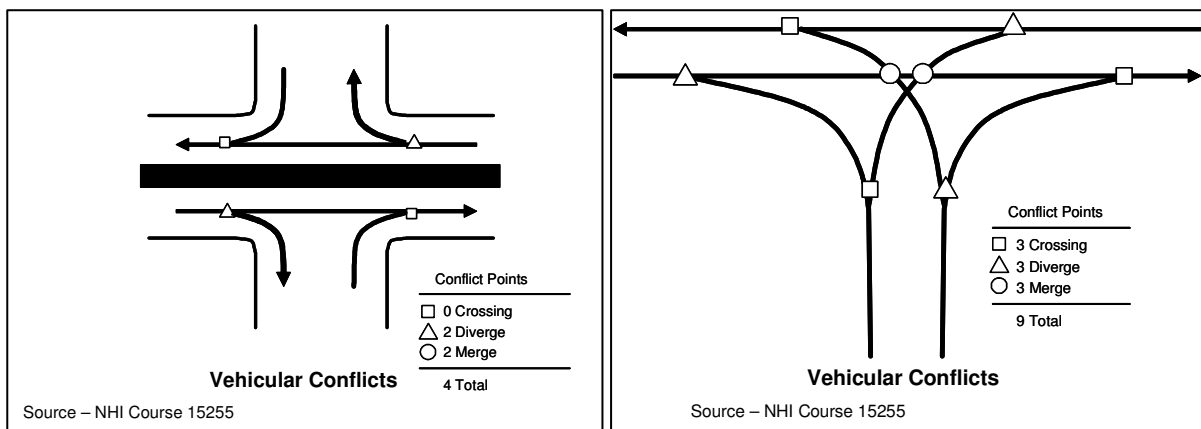 Conflict Points
0 Crossing
2 Diverge
2 Merge
4 Total
Vehicular Conflicts
Source – NHI Course 15255
Conflict Points
3 Crossing
3 Diverge
3 Merge
9 Total
Vehicular Conflicts
Source – NHI Course 15255